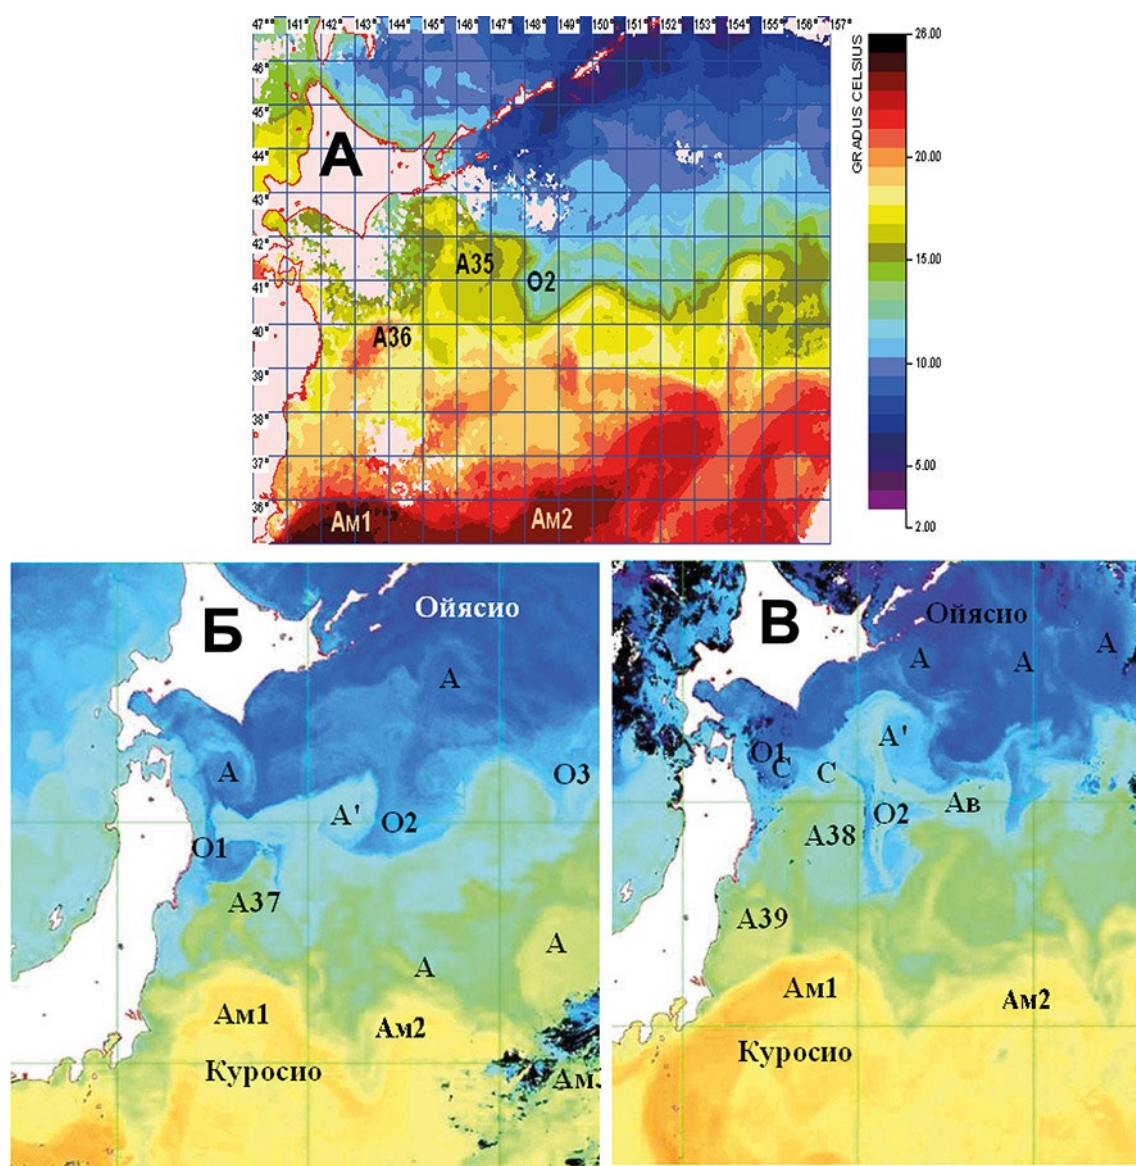 47° 141° 142° 143° 144° 145° 146° 147° 148° 149° 150° 151° 152° 153° 154° 155° 156° 157°
46°
45°
44°
43°
42°
41°
40°
39°
38°
37°
36°
А
А35
О2
А36
Ам1
Ам2
GRADUS CELSIUS
26.00
20.00
15.00
10.00
5.00
2.00
Б
Ойясио
А
А
О3
А'
О2
О1
А37
А
А
Ам1
Ам2
Куросио
Ам
В
Ойясио
А
А
А
А'
О1
С
С
О2
Ав
А38
А39
Ам1
Ам2
Куросио